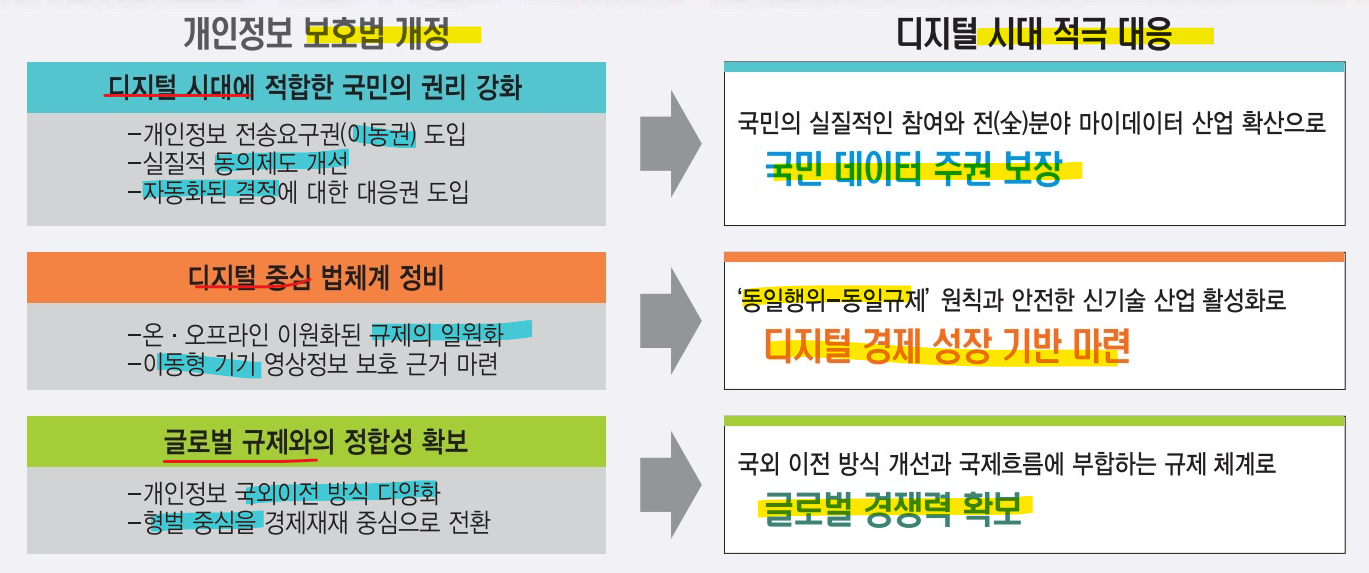 개인정보 보호법 개정
디지털 시대 적극 대응
디지털 시대에 적합한 국민의 권리 강화
-개인정보 전송요구권(이동권) 도입
-실질적 동의제도 개선
-자동화된 결정에 대한 대응권 도입
국민의 실질적인 참여와 전(全)분야 마이데이터 산업 확산으로
국민 데이터 주권 보장
디지털 중심 법체계 정비
-온·오프라인 이원화된 규제의 일원화
-이동형 기기 영상정보 보호 근거 마련
'동일행위-동일규제' 원칙과 안전한 신기술 산업 활성화로
디지털 경제 성장 기반 마련
글로벌 규제와의 정합성 확보
-개인정보 국외이전 방식 다양화
-형벌 중심을 경제재재 중심으로 전환
국외 이전 방식 개선과 국제흐름에 부합하는 규제 체계로
글로벌 경쟁력 확보